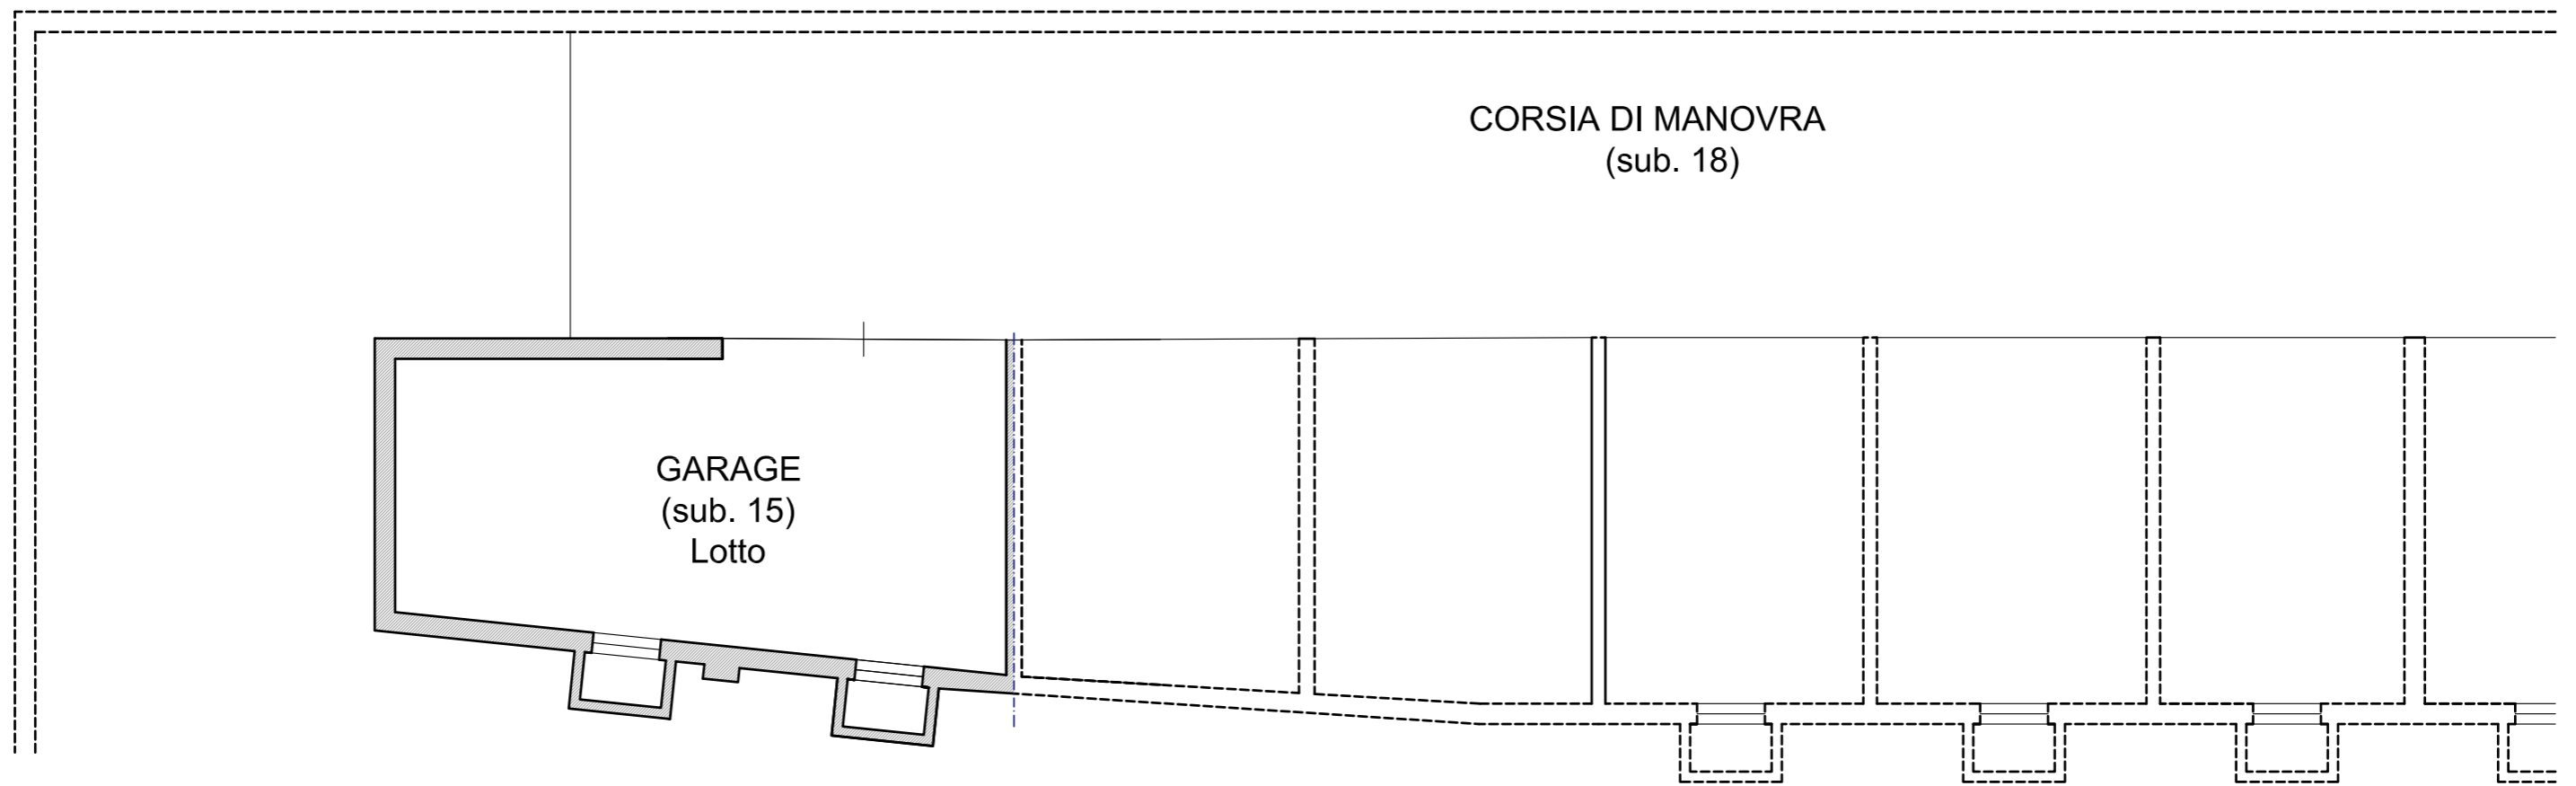 CORSIA DI MANOVRA
(sub. 18)
GARAGE
(sub. 15)
Lotto